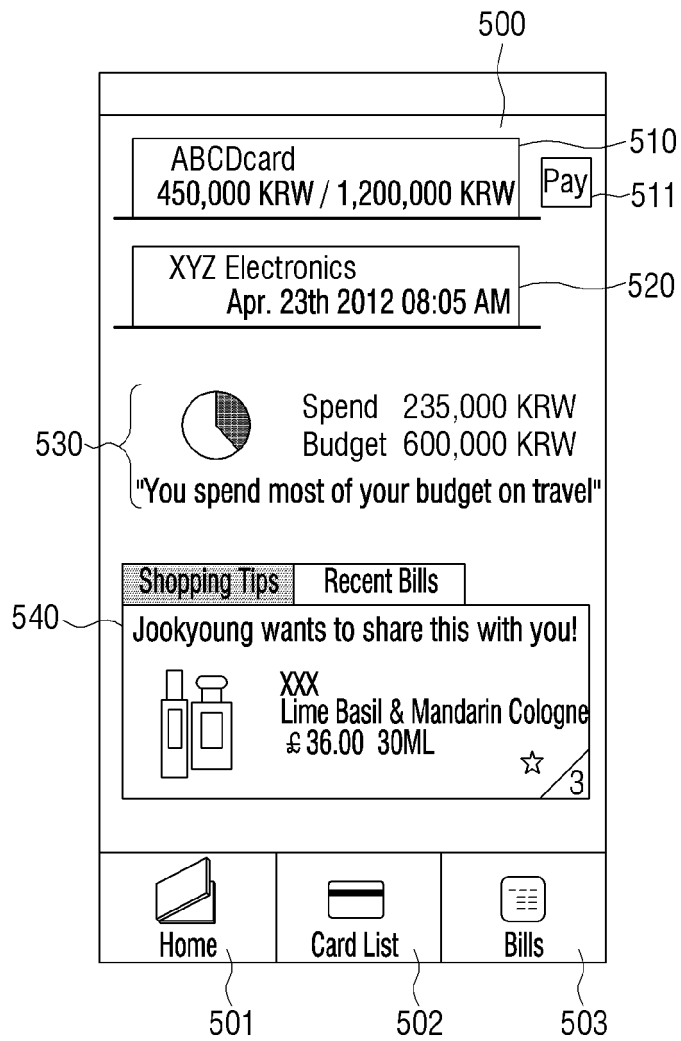 500
510
ABCDcard
450,000 KRW / 1,200,000 KRW
Pay
511
XYZ Electronics
Apr. 23th 2012 08:05 AM
520
530
Spend 235,000 KRW
Budget 600,000 KRW
"You spend most of your budget on travel"
Shopping Tips Recent Bills
540
Jookyoung wants to share this with you!
XXX
Lime Basil & Mandarin Cologne
£ 36.00 30ML
☆
3
Home Card List Bills
501 502 503